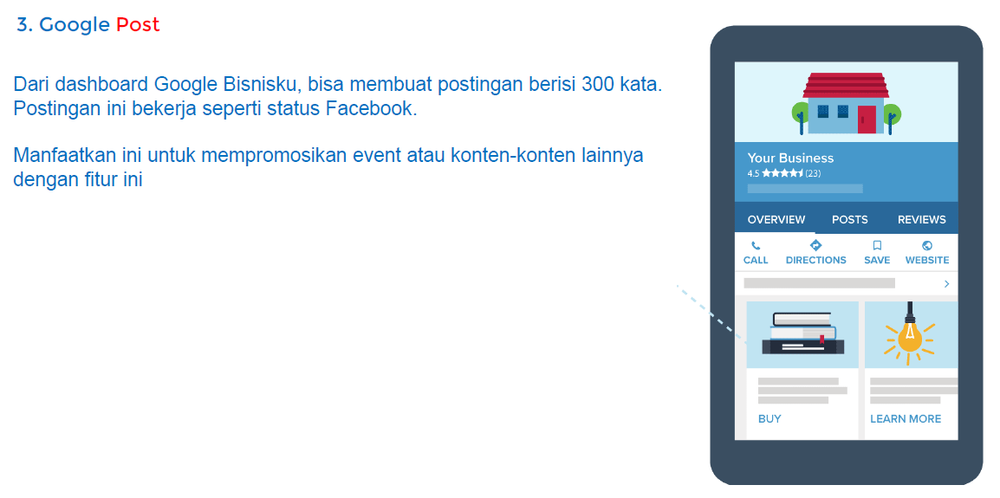 3. Google Post
Dari dashboard Google Bisnisku, bisa membuat postingan berisi 300 kata.
Postingan ini bekerja seperti status Facebook.
Manfaatkan ini untuk mempromosikan event atau konten-konten lainnya
dengan fitur ini
Your Business
4.5 ★★★★⯨ (23)
OVERVIEW POSTS REVIEWS
CALL DIRECTIONS SAVE WEBSITE
BUY LEARN MORE